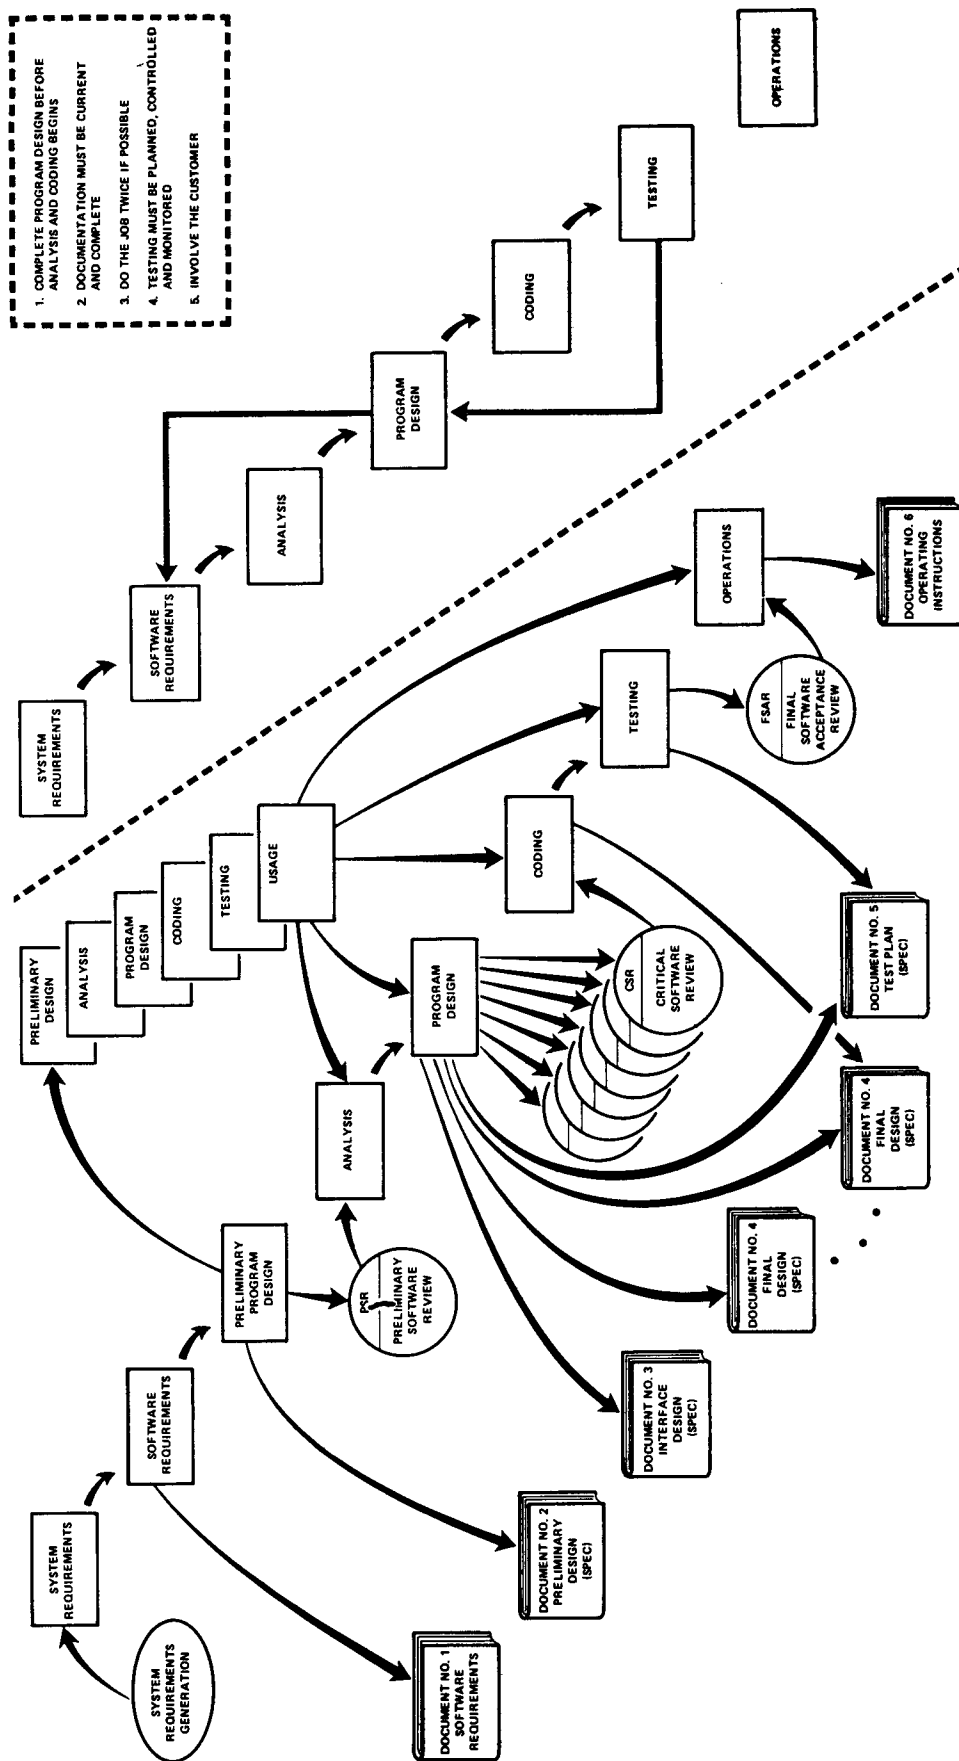 1. COMPLETE PROGRAM DESIGN BEFORE
ANALYSIS AND CODING BEGINS
2. DOCUMENTATION MUST BE CURRENT
AND COMPLETE
3. DO THE JOB TWICE IF POSSIBLE
4. TESTING MUST BE PLANNED, CONTROLLED
AND MONITORED
5. INVOLVE THE CUSTOMER
SYSTEM
REQUIREMENTS
SOFTWARE
REQUIREMENTS
ANALYSIS
PROGRAM
DESIGN
CODING
TESTING
OPERATIONS
SYSTEM
REQUIREMENTS
GENERATION
SYSTEM
REQUIREMENTS
SOFTWARE
REQUIREMENTS
PRELIMINARY
PROGRAM
DESIGN
PSR
PRELIMINARY
SOFTWARE
REVIEW
PRELIMINARY
DESIGN
ANALYSIS
PROGRAM
DESIGN
CODING
TESTING
USAGE
ANALYSIS
PROGRAM
DESIGN
CSR
CRITICAL
SOFTWARE
REVIEW
CODING
TESTING
FSAR
FINAL
SOFTWARE
ACCEPTANCE
REVIEW
OPERATIONS
DOCUMENT NO. 1
SOFTWARE
REQUIREMENTS
DOCUMENT NO. 2
PRELIMINARY
DESIGN
(SPEC)
DOCUMENT NO. 3
INTERFACE
DESIGN
(SPEC)
DOCUMENT NO. 4
FINAL
DESIGN
(SPEC)
DOCUMENT NO. 4
FINAL
DESIGN
(SPEC)
DOCUMENT NO. 5
TEST PLAN
(SPEC)
DOCUMENT NO. 6
OPERATING
INSTRUCTIONS